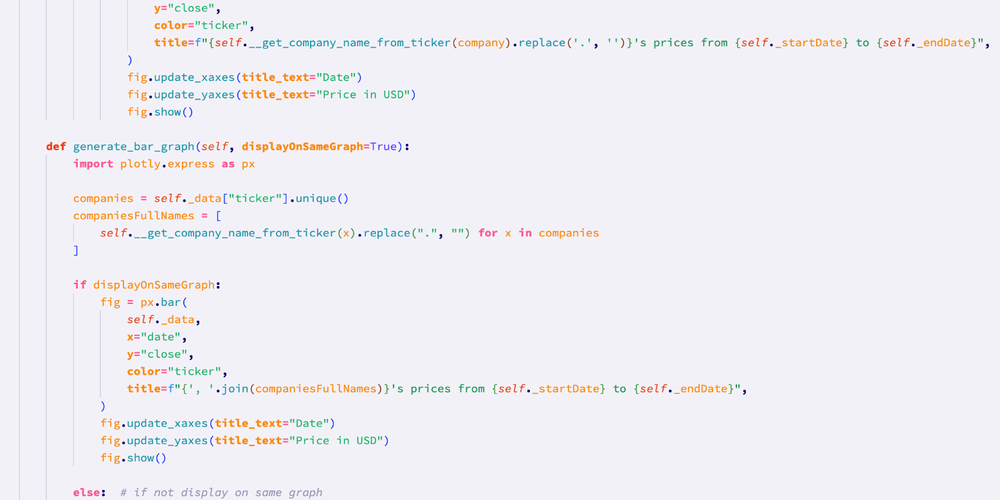 y="close",
color="ticker",
title=f"{self.__get_company_name_from_ticker(company).replace('.', '')}'s prices from {self._startDate} to {self._endDate}",
)
fig.update_xaxes(title_text="Date")
fig.update_yaxes(title_text="Price in USD")
fig.show()
def generate_bar_graph(self, displayOnSameGraph=True):
import plotly.express as px
companies = self._data["ticker"].unique()
companiesFullNames = [
self.__get_company_name_from_ticker(x).replace(".", "") for x in companies
]
if displayOnSameGraph:
fig = px.bar(
self._data,
x="date",
y="close",
color="ticker",
title=f"{', '.join(companiesFullNames)}'s prices from {self._startDate} to {self._endDate}",
)
fig.update_xaxes(title_text="Date")
fig.update_yaxes(title_text="Price in USD")
fig.show()
else:  # if not display on same graph